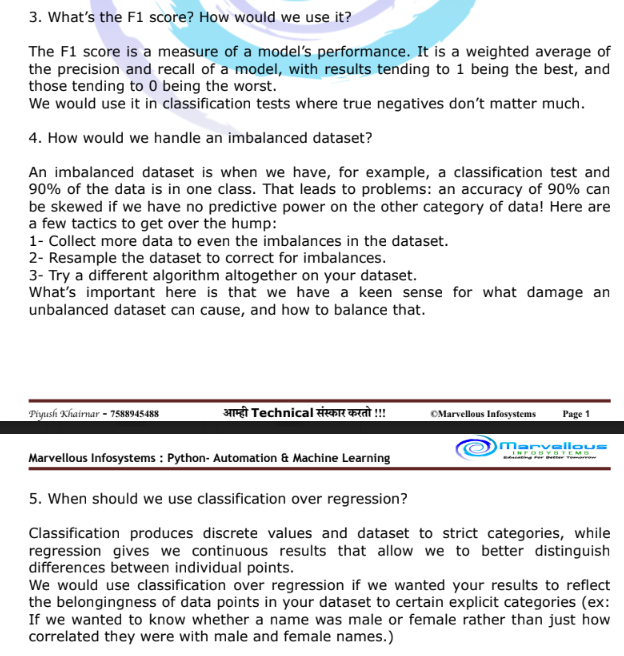 3. What's the F1 score? How would we use it?
The F1 score is a measure of a model's performance. It is a weighted average of
the precision and recall of a model, with results tending to 1 being the best, and
those tending to 0 being the worst.
We would use it in classification tests where true negatives don't matter much.
4. How would we handle an imbalanced dataset?
An imbalanced dataset is when we have, for example, a classification test and
90% of the data is in one class. That leads to problems: an accuracy of 90% can
be skewed if we have no predictive power on the other category of data! Here are
a few tactics to get over the hump:
1- Collect more data to even the imbalances in the dataset.
2- Resample the dataset to correct for imbalances.
3- Try a different algorithm altogether on your dataset.
What's important here is that we have a keen sense for what damage an
unbalanced dataset can cause, and how to balance that.
Piyush Khairnar - 7588945488 आम्ही Technical संस्कार करतो !!! ©Marvellous Infosystems Page 1
Marvellous
INFOSYSTEMS
Educating For Better Tomorrow
Marvellous Infosystems : Python- Automation & Machine Learning
5. When should we use classification over regression?
Classification produces discrete values and dataset to strict categories, while
regression gives we continuous results that allow we to better distinguish
differences between individual points.
We would use classification over regression if we wanted your results to reflect
the belongingness of data points in your dataset to certain explicit categories (ex:
If we wanted to know whether a name was male or female rather than just how
correlated they were with male and female names.)